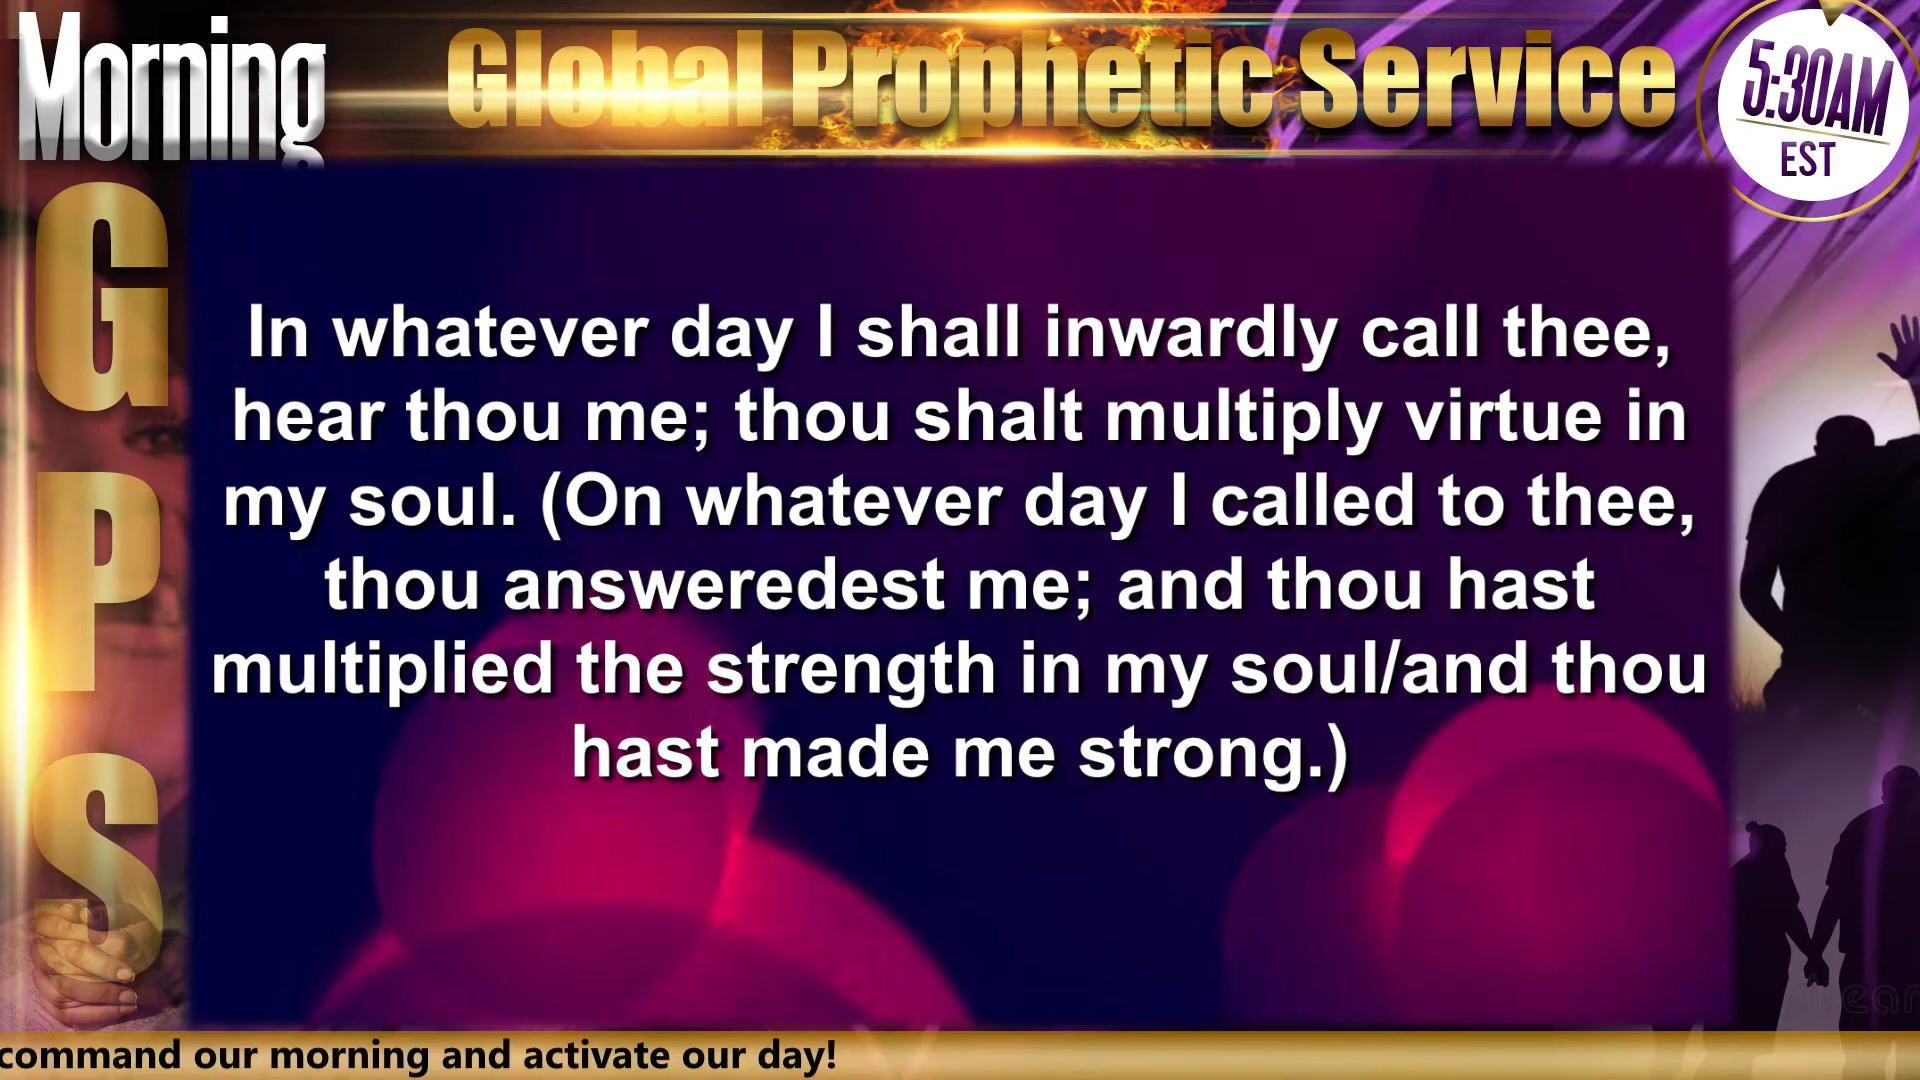 Morning
Global Prophetic Service
5:30AM
EST
G
P
S
In whatever day I shall inwardly call thee,
hear thou me; thou shalt multiply virtue in
my soul. (On whatever day I called to thee,
thou answeredest me; and thou hast
multiplied the strength in my soul/and thou
hast made me strong.)
command our morning and activate our day!